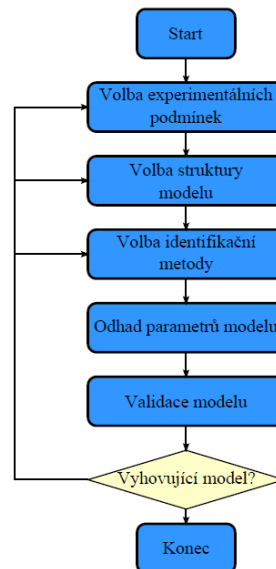 Start
Volba experimentálních
podmínek
Volba struktury
modelu
Volba identifikační
metody
Odhad parametrů modelu
Validace modelu
Vyhovující model?
Konec